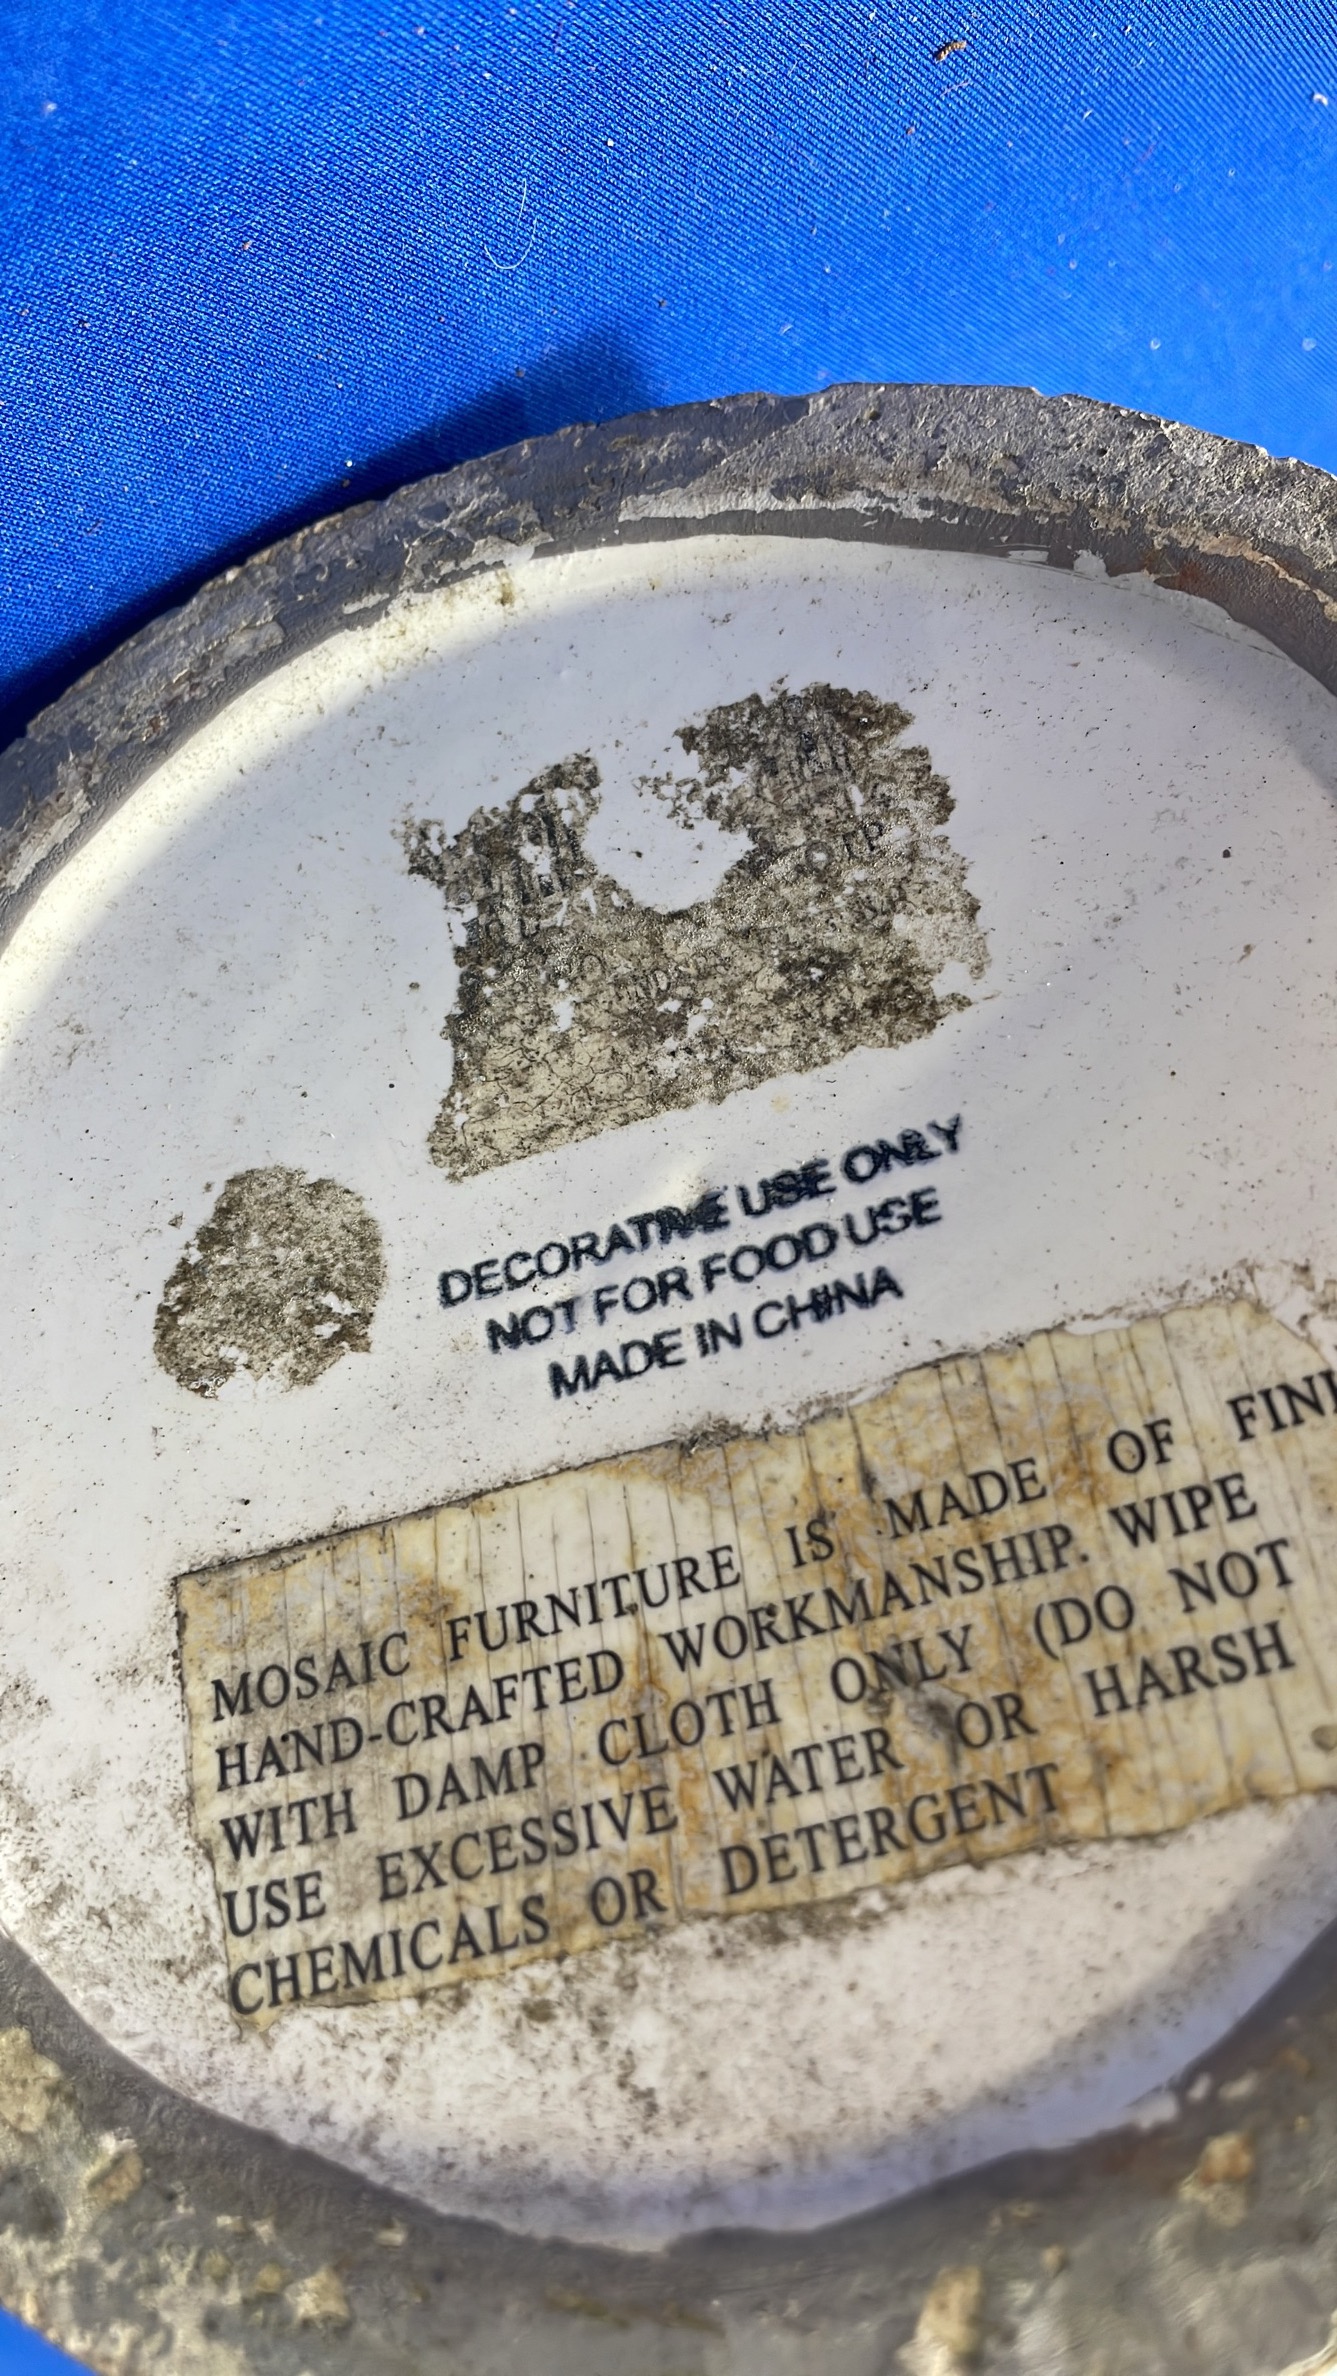 DECORATIVE USE ONLY
NOT FOR FOOD USE
MADE IN CHINA
MOSAIC FURNITURE IS MADE OF
HAND-CRAFTED WORKMANSHIP. WIPE
WITH DAMP CLOTH ONLY (DO NOT
USE EXCESSIVE WATER OR HARSH
CHEMICALS OR DETERGENT